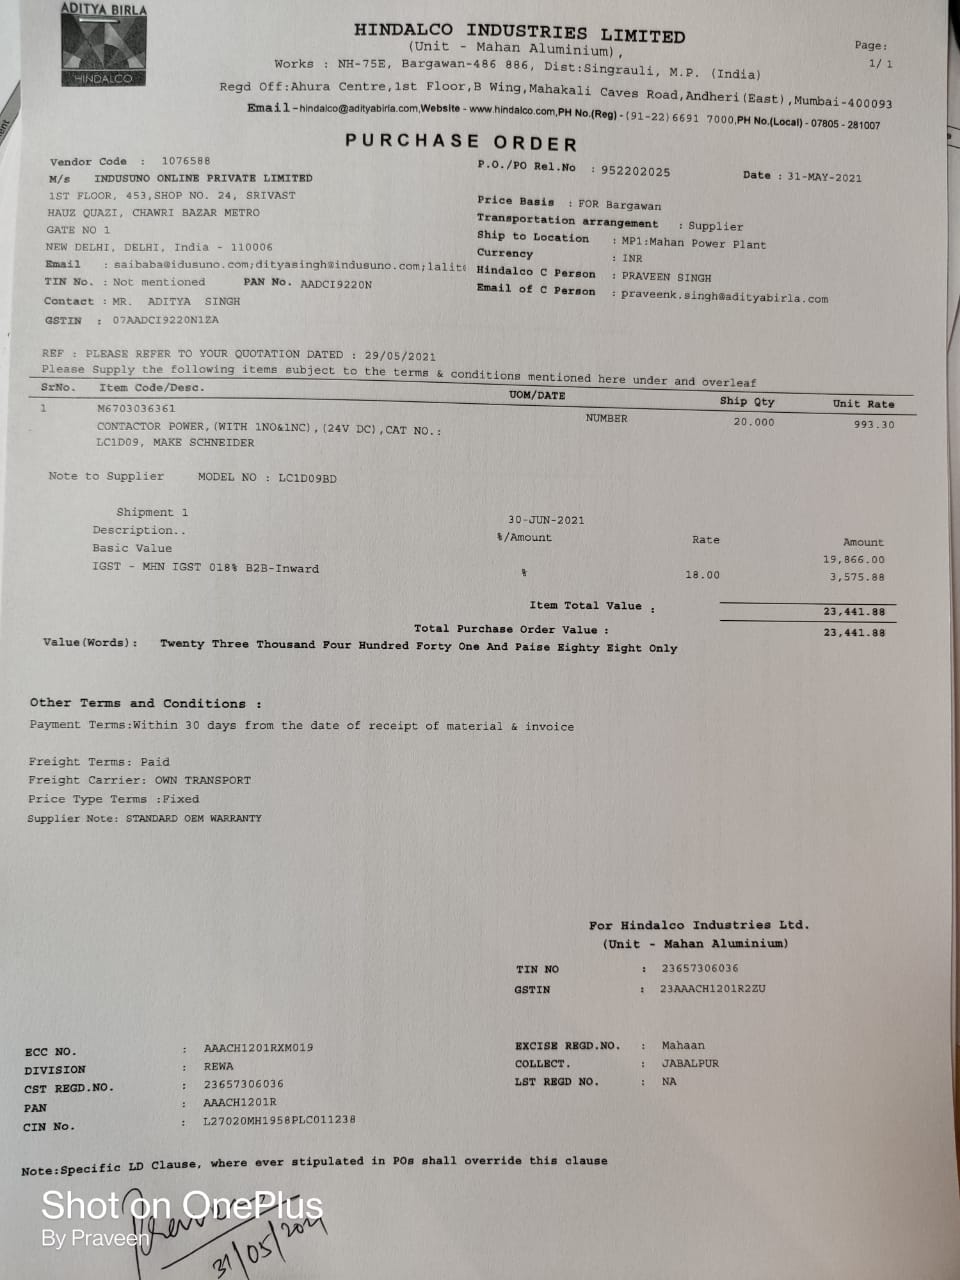 ADITYA BIRLA
HINDALCO
HINDALCO INDUSTRIES LIMITED
(Unit - Mahan Aluminium),
Works : NH-75E, Bargawan-486 886, Dist:Singrauli, M.P. (India)
Regd Off:Ahura Centre,1st Floor,B Wing,Mahakali Caves Road,Andheri(East),Mumbai-400093
Email-hindalco@adityabirla.com,Website - www.hindalco.com,PH No.(Reg) - (91-22)6691 7000,PH No.(Local) - 07805 - 281007
Page:
1/ 1
PURCHASE ORDER
Vendor Code : 1076588
M/s INDUSUNO ONLINE PRIVATE LIMITED
1ST FLOOR, 453,SHOP NO. 24, SRIVAST
HAUZ QUAZI, CHAWRI BAZAR METRO
GATE NO 1
NEW DELHI, DELHI, India - 110006
Email : saibaba@idusuno.com;dityasingh@indusuno.com;lalit
TIN No. : Not mentioned PAN No. AADCI9220N
Contact : MR. ADITYA SINGH
GSTIN : 07AADCI9220N1ZA
P.O./PO Rel.No : 952202025
Date : 31-MAY-2021
Price Basis : FOR Bargawan
Transportation arrangement : Supplier
Ship to Location : MP1:Mahan Power Plant
Currency : INR
Hindalco C Person : PRAVEEN SINGH
Email of C Person : praveenk.singh@adityabirla.com
REF : PLEASE REFER TO YOUR QUOTATION DATED : 29/05/2021
Please Supply the following items subject to the terms & conditions mentioned here under and overleaf
SrNo. Item Code/Desc. UOM/DATE Ship Qty Unit Rate
1 M6703036361 NUMBER 20.000 993.30
CONTACTOR POWER,(WITH 1NO&1NC),(24V DC),CAT NO.:
LC1D09, MAKE SCHNEIDER
Note to Supplier MODEL NO : LC1D09BD
Shipment 1 30-JUN-2021
Description.. %/Amount Rate Amount
Basic Value 19,866.00
IGST - MHN IGST 018% B2B-Inward % 18.00 3,575.88
Item Total Value : 23,441.88
Total Purchase Order Value : 23,441.88
Value(Words): Twenty Three Thousand Four Hundred Forty One And Paise Eighty Eight Only
Other Terms and Conditions :
Payment Terms:Within 30 days from the date of receipt of material & invoice
Freight Terms: Paid
Freight Carrier: OWN TRANSPORT
Price Type Terms :Fixed
Supplier Note: STANDARD OEM WARRANTY
For Hindalco Industries Ltd.
(Unit - Mahan Aluminium)
TIN NO : 23657306036
GSTIN : 23AAACH1201R2ZU
ECC NO. : AAACH1201RXM019
DIVISION : REWA
CST REGD.NO. : 23657306036
PAN : AAACH1201R
CIN No. : L27020MH1958PLC011238
EXCISE REGD.NO. : Mahaan
COLLECT. : JABALPUR
LST REGD NO. : NA
Note:Specific LD Clause, where ever stipulated in POs shall override this clause
Shot on OnePlus
By Praveen
31/05/2021